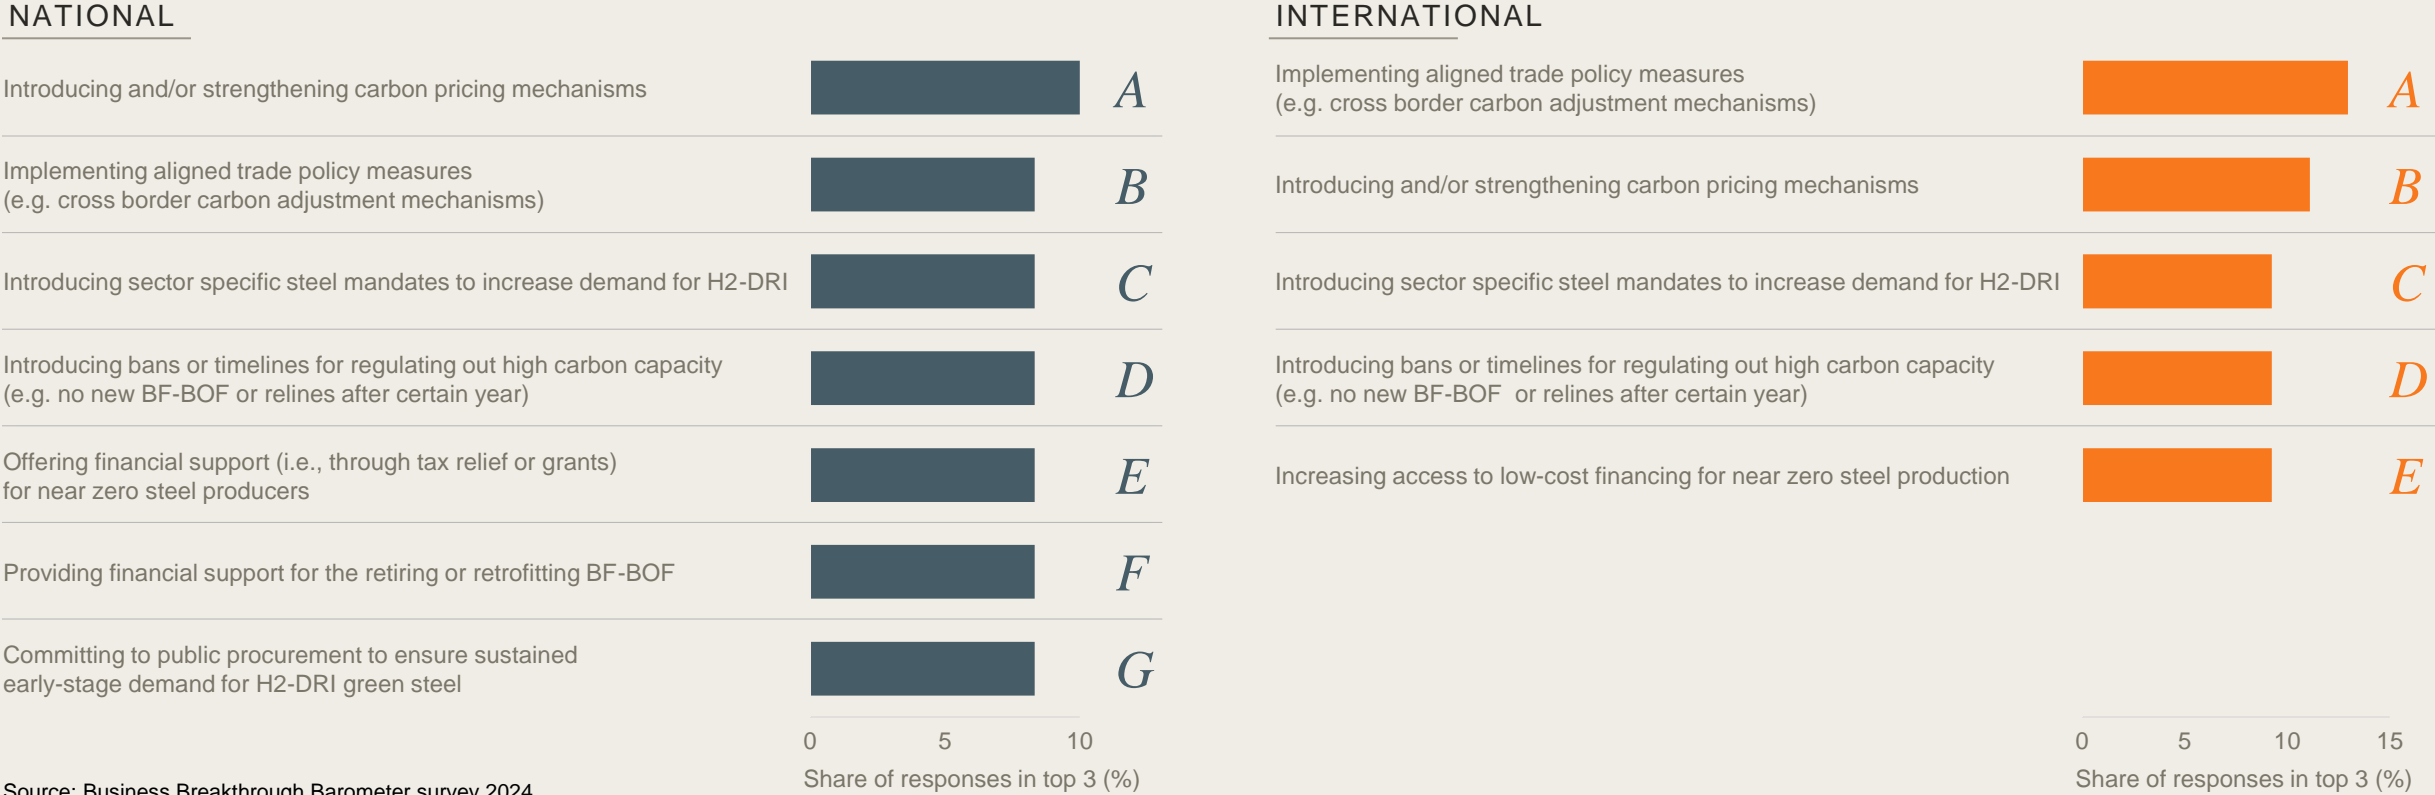 NATIONAL
Introducing and/or strengthening carbon pricing mechanisms
A
Implementing aligned trade policy measures
(e.g. cross border carbon adjustment mechanisms)
B
Introducing sector specific steel mandates to increase demand for H2-DRI
C
Introducing bans or timelines for regulating out high carbon capacity
(e.g. no new BF-BOF or relines after certain year)
D
Offering financial support (i.e., through tax relief or grants)
for near zero steel producers
E
Providing financial support for the retiring or retrofitting BF-BOF
F
Committing to public procurement to ensure sustained
early-stage demand for H2-DRI green steel
G
0 5 10
Share of responses in top 3 (%)
Source: Business Breakthrough Barometer survey 2024
INTERNATIONAL
Implementing aligned trade policy measures
(e.g. cross border carbon adjustment mechanisms)
A
Introducing and/or strengthening carbon pricing mechanisms
B
Introducing sector specific steel mandates to increase demand for H2-DRI
C
Introducing bans or timelines for regulating out high carbon capacity
(e.g. no new BF-BOF or relines after certain year)
D
Increasing access to low-cost financing for near zero steel production
E
0 5 10 15
Share of responses in top 3 (%)